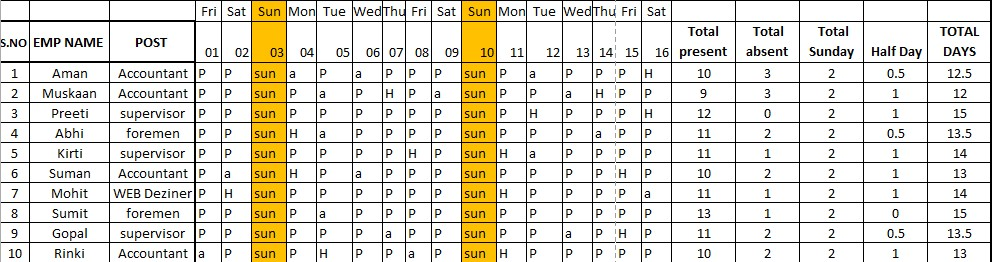 Fri Sat Sun Mon Tue Wed Thu Fri Sat Sun Mon Tue Wed Thu Fri Sat
S.NO EMP NAME POST 01 02 03 04 05 06 07 08 09 10 11 12 13 14 15 16 Total present Total absent Total Sunday Half Day TOTAL DAYS
1 Aman Accountant P P sun a P a P P P sun P a P P P H 10 3 2 0.5 12.5
2 Muskaan Accountant P P sun P a P H P a sun P P a H P P 9 3 2 1 12
3 Preeti supervisor P P sun P P P P P P sun P H P P P H 12 0 2 1 15
4 Abhi foremen P P sun H a P P P P sun P P P a P P 11 2 2 0.5 13.5
5 Kirti supervisor P P sun P P P P H P sun H a P P P P 11 1 2 1 14
6 Suman Accountant P a sun H P a P P P sun P P P P H P 10 2 2 1 13
7 Mohit WEB Deziner P H sun P P P P P P sun H P P P P a 11 1 2 1 14
8 Sumit foremen P P sun P a P P P P sun P P P P P P 13 1 2 0 15
9 Gopal supervisor P P sun P P P a P P sun P P a P H P 11 2 2 0.5 13.5
10 Rinki Accountant a P sun P H P P a P sun H P P P P P 10 2 2 1 13